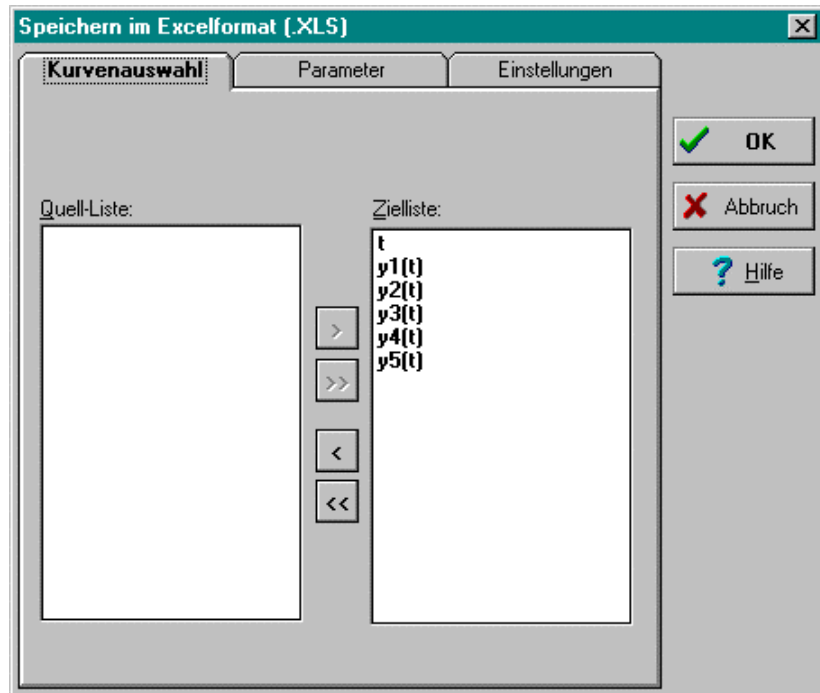 Speichern im Excelformat (.XLS)
Kurvenauswahl
Parameter
Einstellungen
OK
Abbruch
Hilfe
Quell-Liste:
Zielliste:
t
y1(t)
y2(t)
y3(t)
y4(t)
y5(t)
>
>>
<
<<